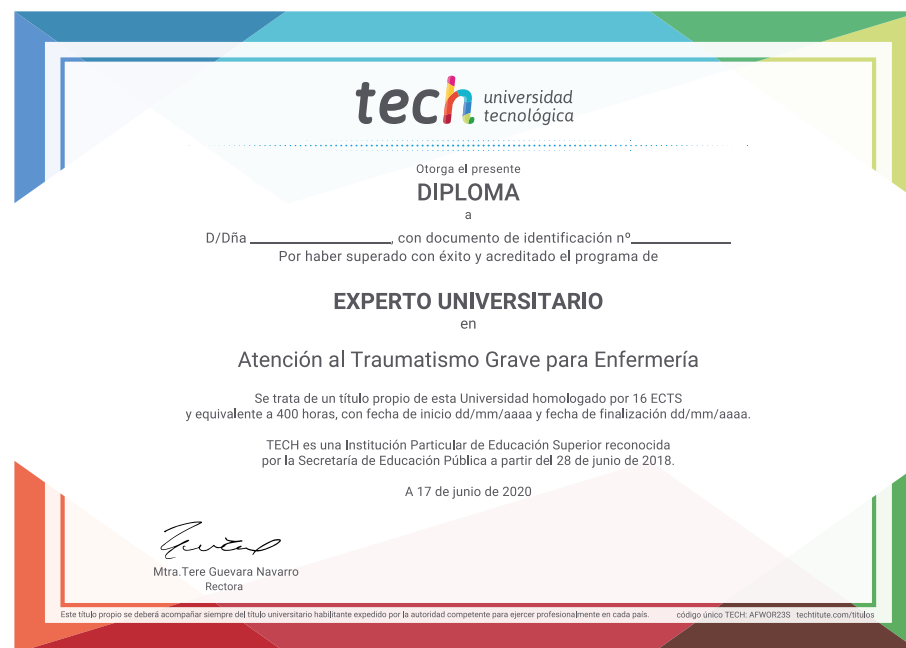 tech universidad
tecnológica
Otorga el presente
DIPLOMA
a
D/Dña ____________, con documento de identificación nº____________
Por haber superado con éxito y acreditado el programa de
EXPERTO UNIVERSITARIO
en
Atención al Traumatismo Grave para Enfermería
Se trata de un título propio de esta Universidad homologado por 16 ECTS
y equivalente a 400 horas, con fecha de inicio dd/mm/aaaa y fecha de finalización dd/mm/aaaa.
TECH es una Institución Particular de Educación Superior reconocida
por la Secretaría de Educación Pública a partir del 28 de junio de 2018.
A 17 de junio de 2020
Mtra.Tere Guevara Navarro
Rectora
Este título propio se deberá acompañar siempre del título universitario habilitante expedido por la autoridad competente para ejercer profesionalmente en cada país. código único TECH: AFWOR23S techtitute.com/titulos